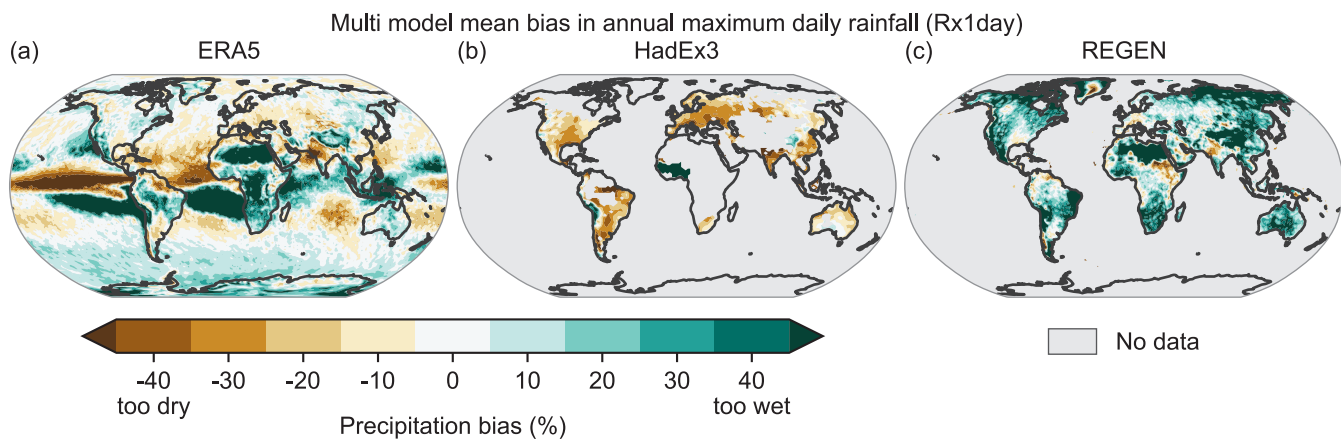 Multi model mean bias in annual maximum daily rainfall (Rx1day)
(a) ERA5 (b) HadEx3 (c) REGEN
-40 -30 -20 -10 0 10 20 30 40
too dry too wet
Precipitation bias (%)
No data